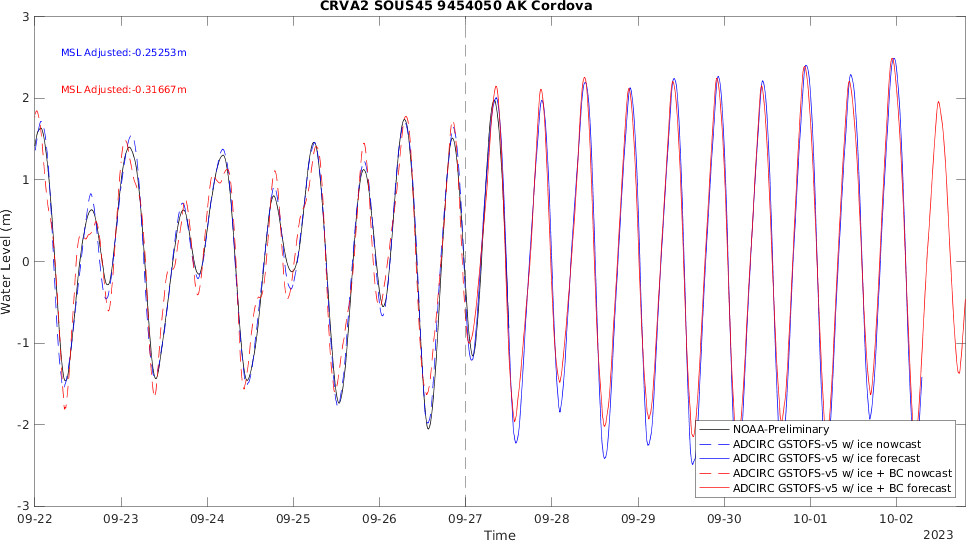 CRVA2 SOUS45 9454050 AK Cordova
MSL Adjusted:-0.25253m
MSL Adjusted:-0.31667m
Water Level (m)
3
2
1
0
-1
-2
-3
NOAA-Preliminary
ADCIRC GSTOFS-v5 w/ ice nowcast
ADCIRC GSTOFS-v5 w/ ice forecast
ADCIRC GSTOFS-v5 w/ ice + BC nowcast
ADCIRC GSTOFS-v5 w/ ice + BC forecast
09-22 09-23 09-24 09-25 09-26 09-27 09-28 09-29 09-30 10-01 10-02
Time
2023